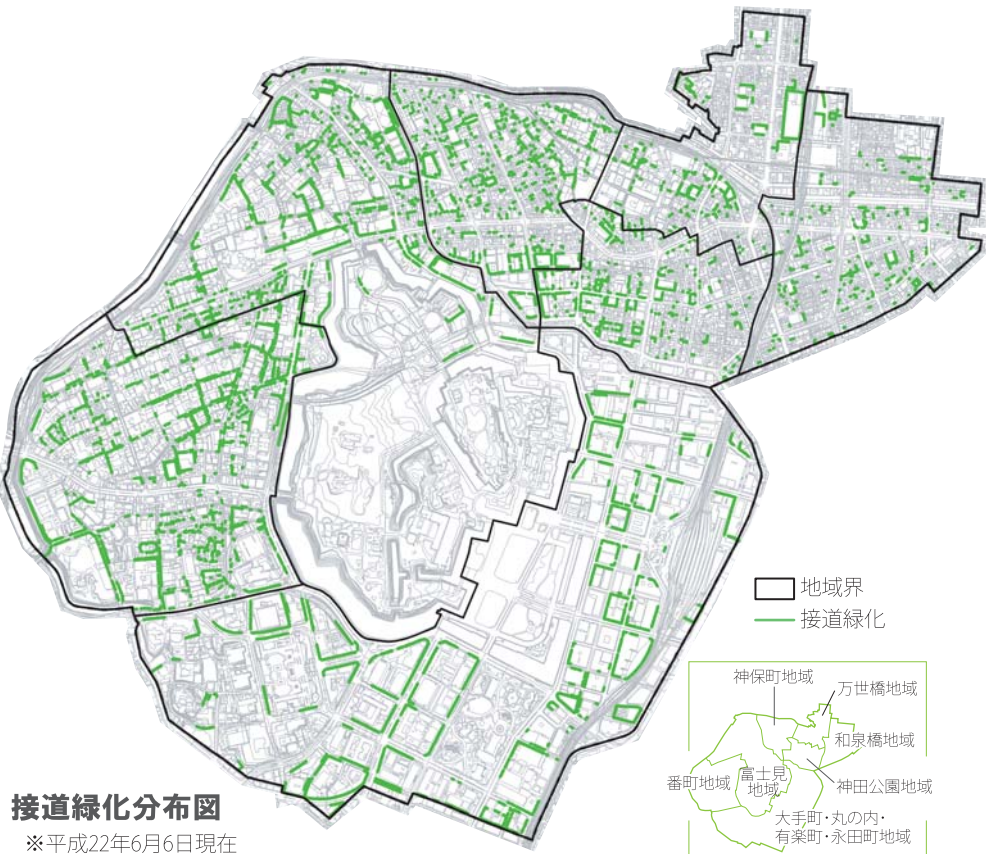 地域界
接道緑化
神保町地域
万世橋地域
和泉橋地域
番町地域
富士見
地域
神田公園地域
大手町・丸の内・
有楽町・永田町地域
接道緑化分布図
※平成22年6月6日現在